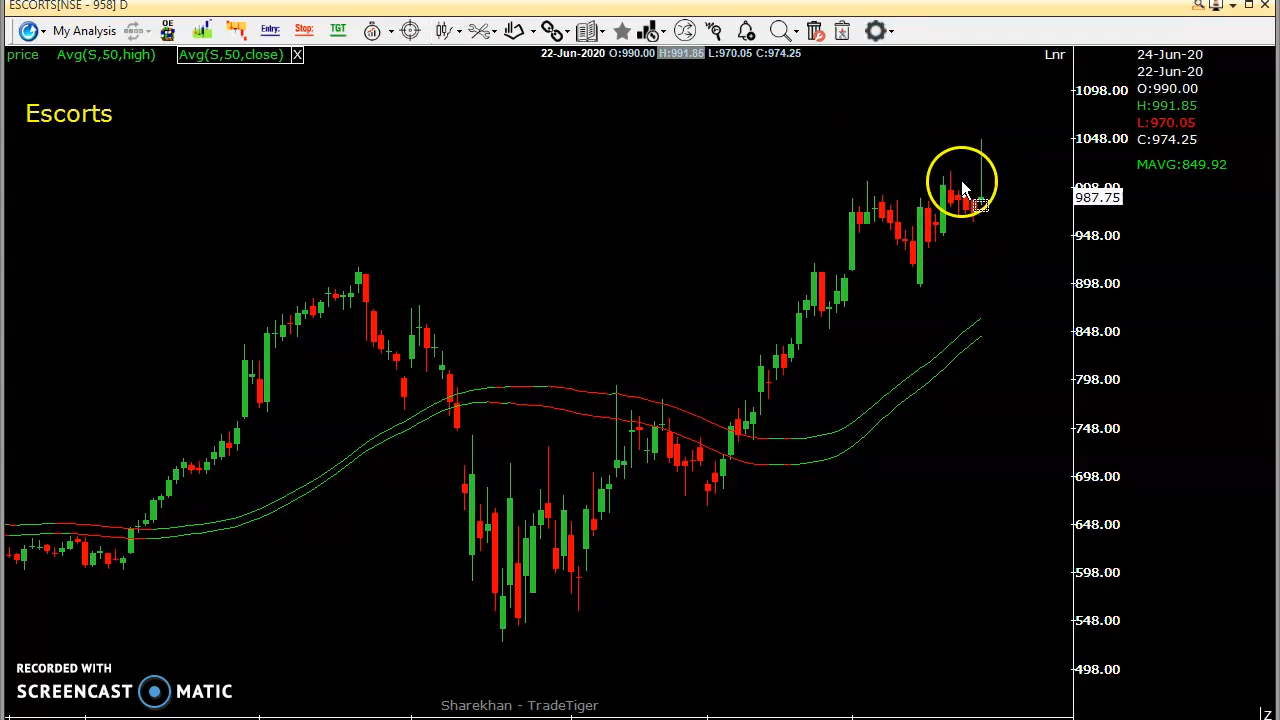 ESCORTS[NSE - 958] D
My Analysis
OE
Entry:
Stop:
TGT
price Avg(S,50,high) Avg(S,50,close) X
22-Jun-2020 O:990.00 H:991.85 L:970.05 C:974.25
Lnr
24-Jun-20
22-Jun-20
O:990.00
H:991.85
L:970.05
C:974.25
MAVG:849.92
Escorts
1098.00
1048.00
998.00
987.75
948.00
898.00
848.00
798.00
748.00
698.00
648.00
598.00
548.00
498.00
RECORDED WITH
SCREENCAST MATIC
Sharekhan - TradeTiger
Z